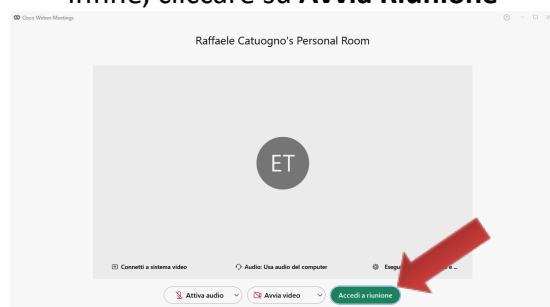 Infine, cliccare su Avvia Riunione
Cisco Webex Meetings
Raffaele Catuogno's Personal Room
ET
Connetti a sistema video
Audio: Usa audio del computer
Attiva audio
Avvia video
Accedi a riunione